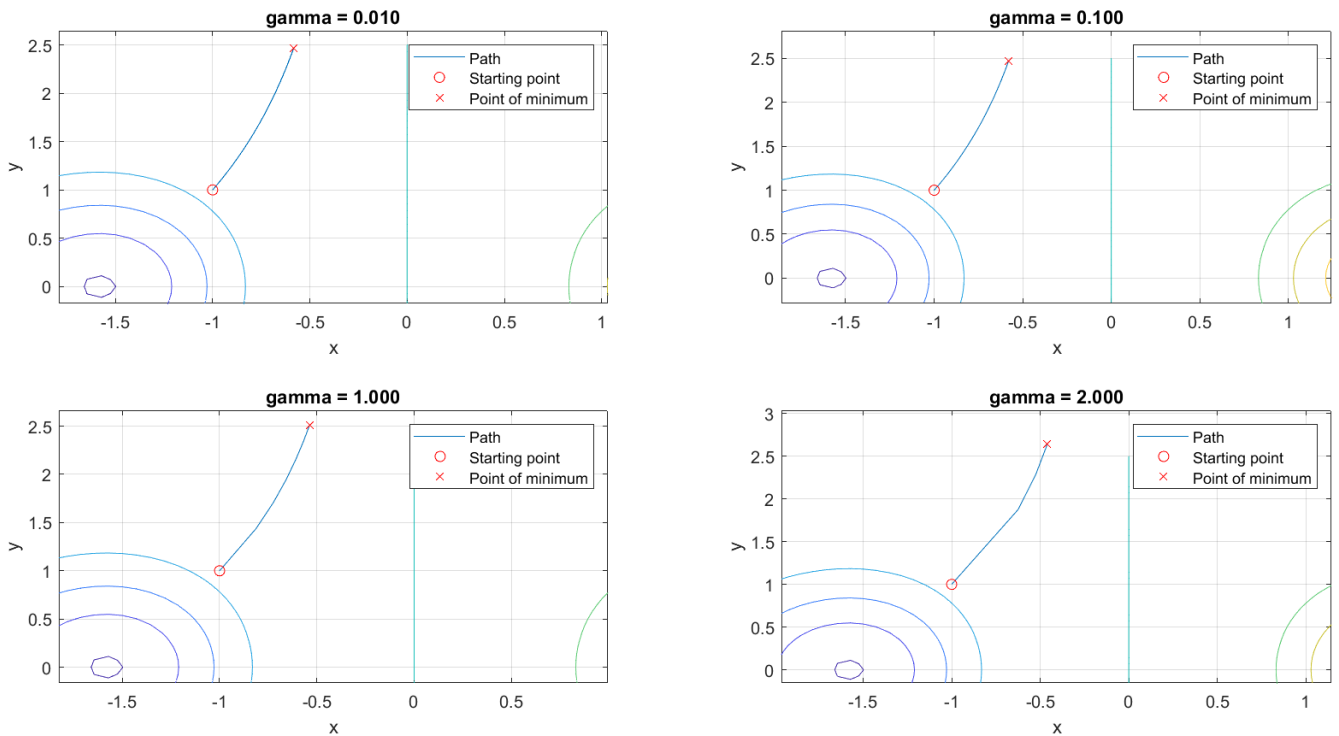 gamma = 0.010
2.5
2
1.5
1
0.5
0
y
-1.5
-1
-0.5
0
0.5
1
x
Path
Starting point
Point of minimum
gamma = 0.100
2.5
2
1.5
1
0.5
0
y
-1.5
-1
-0.5
0
0.5
1
x
Path
Starting point
Point of minimum
gamma = 1.000
2.5
2
1.5
1
0.5
0
y
-1.5
-1
-0.5
0
0.5
x
Path
Starting point
Point of minimum
gamma = 2.000
3
2.5
2
1.5
1
0.5
0
y
-1.5
-1
-0.5
0
0.5
1
x
Path
Starting point
Point of minimum